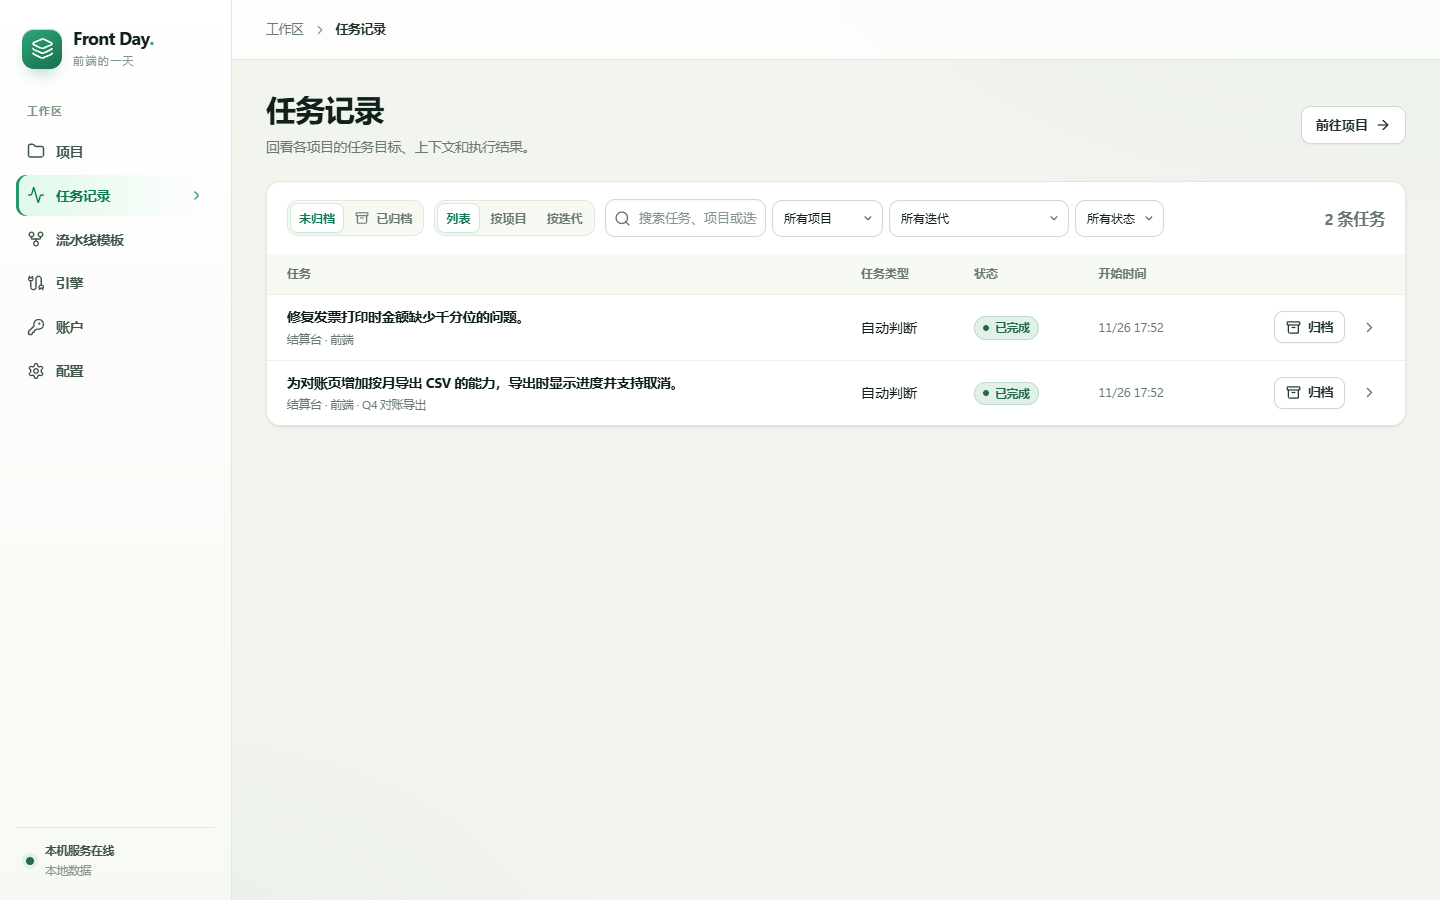 Front Day.
前端的一天
工作区
项目
任务记录
流水线模板
引擎
账户
配置
本机服务在线
本地数据
工作区 > 任务记录
任务记录
回看各项目的任务目标、上下文和执行结果。
前往项目 →
未归档 已归档 列表 按项目 按迭代 搜索任务、项目或迭 所有项目 所有迭代 所有状态 2 条任务
任务 任务类型 状态 开始时间
修复发票打印时金额缺少千分位的问题。
结算台 · 前端
自动判断 已完成 11/26 17:52 归档
为对账页增加按月导出 CSV 的能力，导出时显示进度并支持取消。
结算台 · 前端 · Q4 对账导出
自动判断 已完成 11/26 17:52 归档